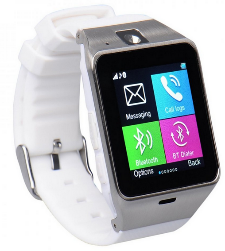 Messaging Call logs
Bluetooth BT Dialer
Options Back